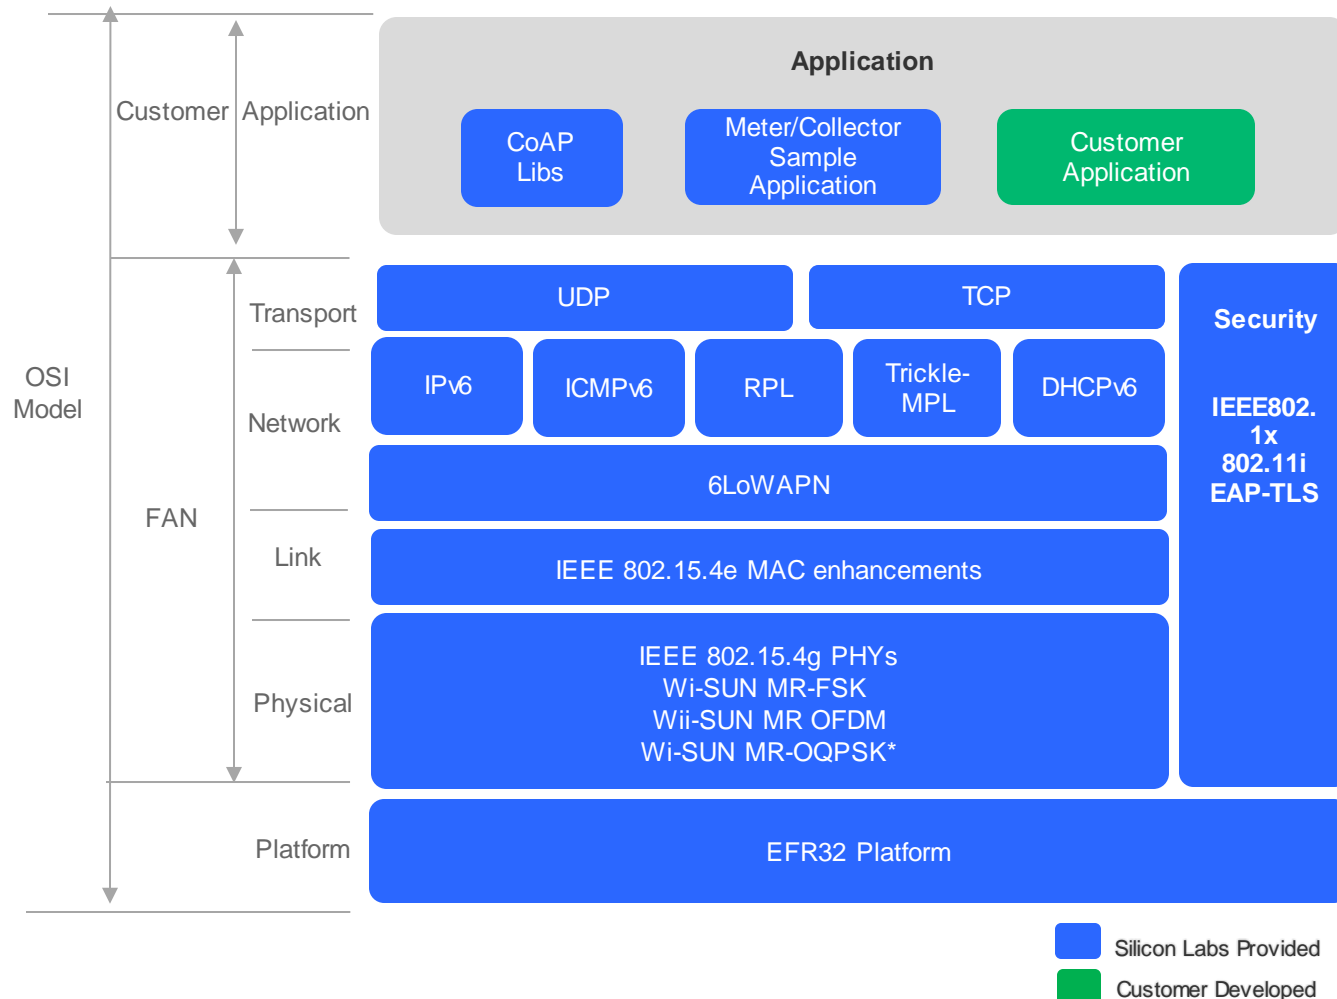 Application
Customer
Application
CoAP
Libs
Meter/Collector
Sample
Application
Customer
Application
OSI
Model
FAN
Transport
UDP
TCP
Security
IEEE802.
1x
802.11i
EAP-TLS
Network
IPv6
ICMPv6
RPL
Trickle-
MPL
DHCPv6
6LoWAPN
Link
IEEE 802.15.4e MAC enhancements
Physical
IEEE 802.15.4g PHYs
Wi-SUN MR-FSK
Wii-SUN MR OFDM
Wi-SUN MR-OQPSK*
Platform
EFR32 Platform
Silicon Labs Provided
Customer Developed